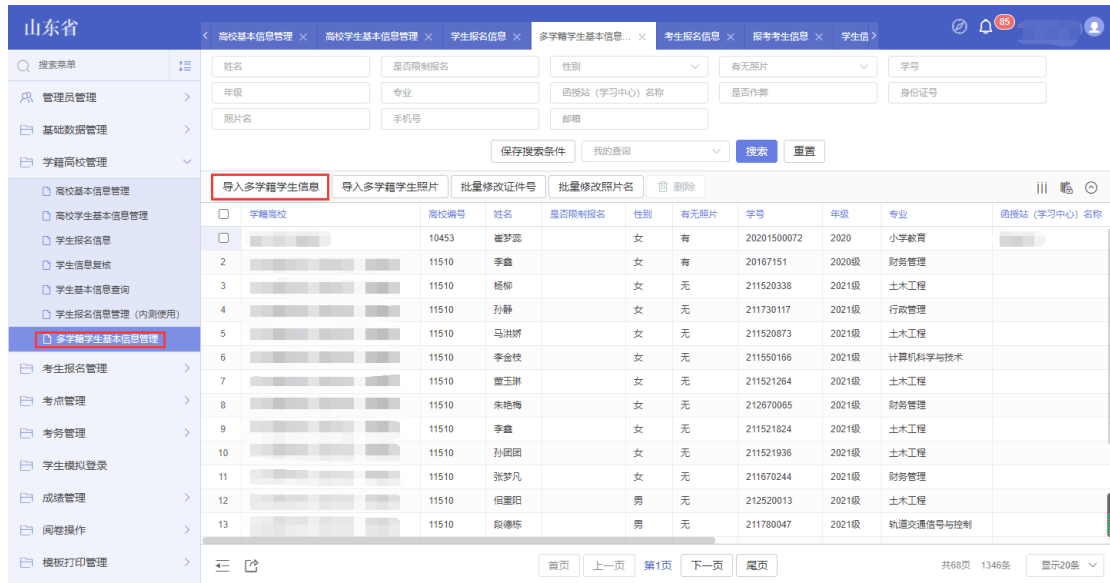 山东省
高校基本信息管理 × 高校学生基本信息管理 × 学生报名信息 × 多学籍学生基本信息... × 考生报名信息 × 报考考生信息 × 学生信
85
搜索菜单
管理员管理
基础数据管理
学籍高校管理
高校基本信息管理
高校学生基本信息管理
学生报名信息
学生信息复核
学生基本信息查询
学生报名信息管理（内测使用）
多学籍学生基本信息管理
考生报名管理
考点管理
考务管理
学生模拟登录
成绩管理
阅卷操作
模板打印管理
姓名 是否限制报名 性别 有无照片 学号
年级 专业 函授站（学习中心）名称 是否作弊 身份证号
照片名 手机号 邮箱
保存搜索条件 我的查询 搜索 重置
导入多学籍学生信息 导入多学籍学生照片 批量修改证件号 批量修改照片名 删除
学籍高校 高校编号 姓名 是否限制报名 性别 有无照片 学号 年级 专业 函授站（学习中心）名称
10453 崔梦蕊 女 有 20201500072 2020 小学教育
2 11510 李鑫 女 有 20167151 2020级 财务管理
3 11510 杨柳 女 无 211520338 2021级 土木工程
4 11510 孙静 女 无 211730117 2021级 行政管理
5 11510 马洪娇 女 无 211520873 2021级 土木工程
6 11510 李金枝 女 无 211550166 2021级 计算机科学与技术
7 11510 董玉琳 女 无 211521264 2021级 土木工程
8 11510 朱艳梅 女 无 212670065 2021级 财务管理
9 11510 李鑫 女 无 211521824 2021级 土木工程
10 11510 孙团团 女 无 211521936 2021级 土木工程
11 11510 张梦凡 女 无 211670244 2021级 财务管理
12 11510 佀重阳 男 无 212520013 2021级 土木工程
13 11510 段德栋 男 无 211780047 2021级 轨道交通信号与控制
首页 上一页 第1页 下一页 尾页 共68页 1346条 显示20条